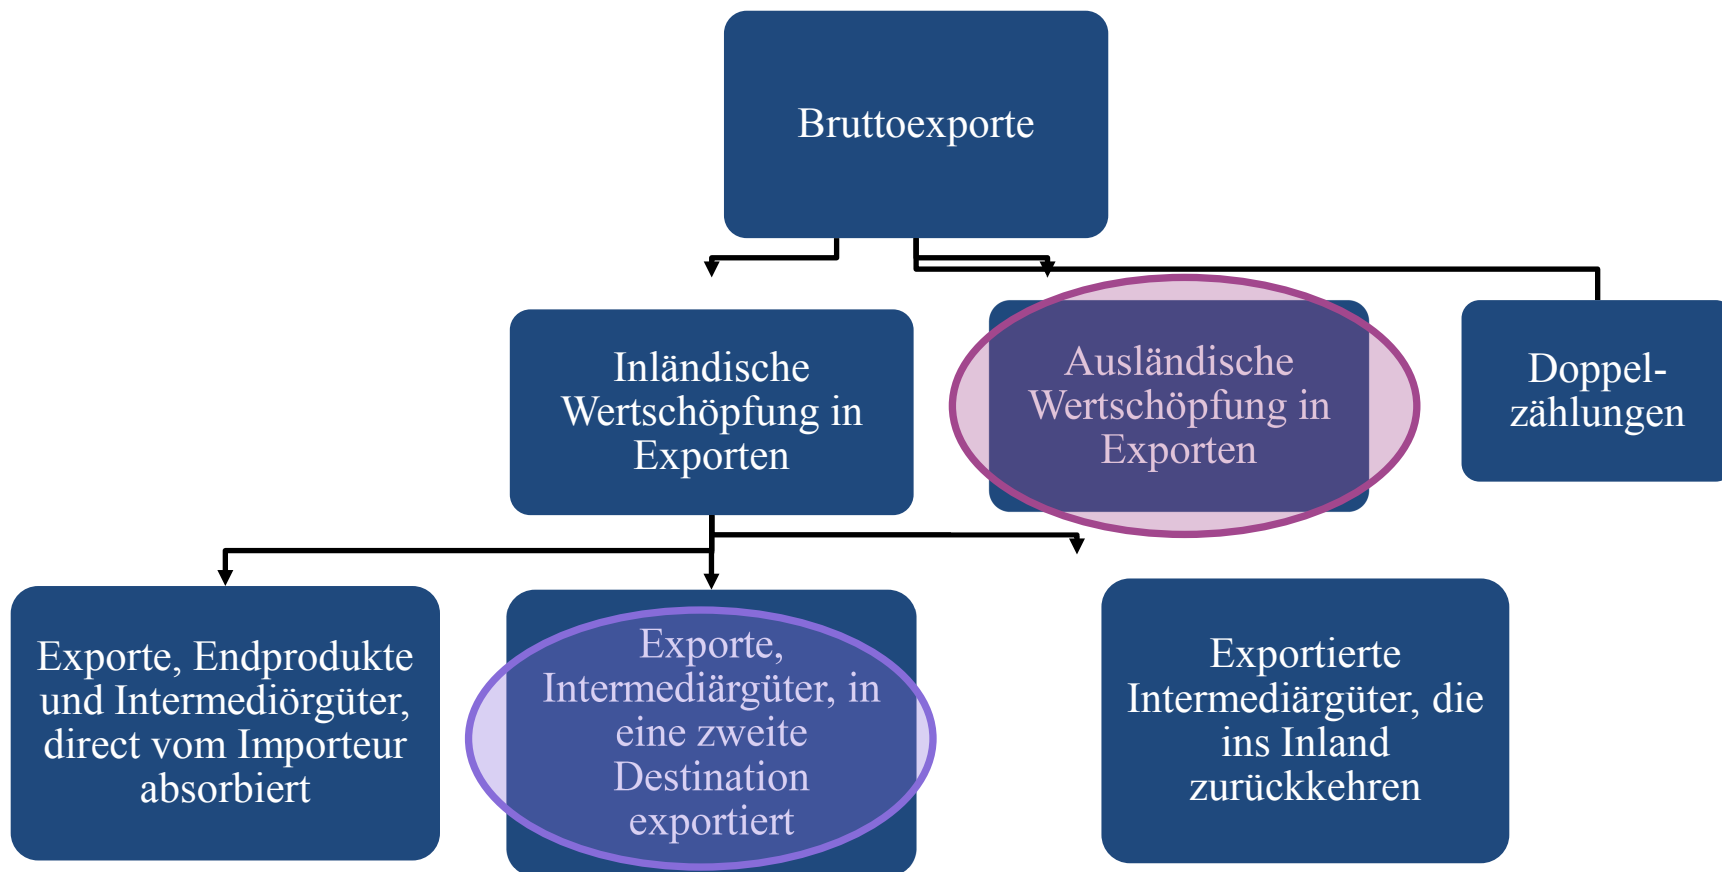 Bruttoexporte
Inländische
Wertschöpfung in
Exporten
Ausländische
Wertschöpfung in
Exporten
Doppel-
zählungen
Exporte, Endprodukte
und Intermediörgüter,
direct vom Importeur
absorbiert
Exporte,
Intermediärgüter, in
eine zweite
Destination
exportiert
Exportierte
Intermediärgüter, die
ins Inland
zurückkehren